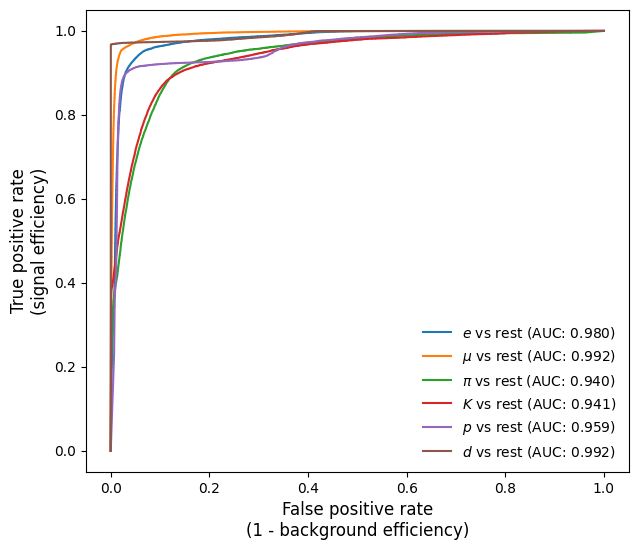 True positive rate
(signal efficiency)
1.0
0.8
0.6
0.4
0.2
0.0
e vs rest (AUC: 0.980)
μ vs rest (AUC: 0.992)
π vs rest (AUC: 0.940)
K vs rest (AUC: 0.941)
p vs rest (AUC: 0.959)
d vs rest (AUC: 0.992)
0.0 0.2 0.4 0.6 0.8 1.0
False positive rate
(1 - background efficiency)